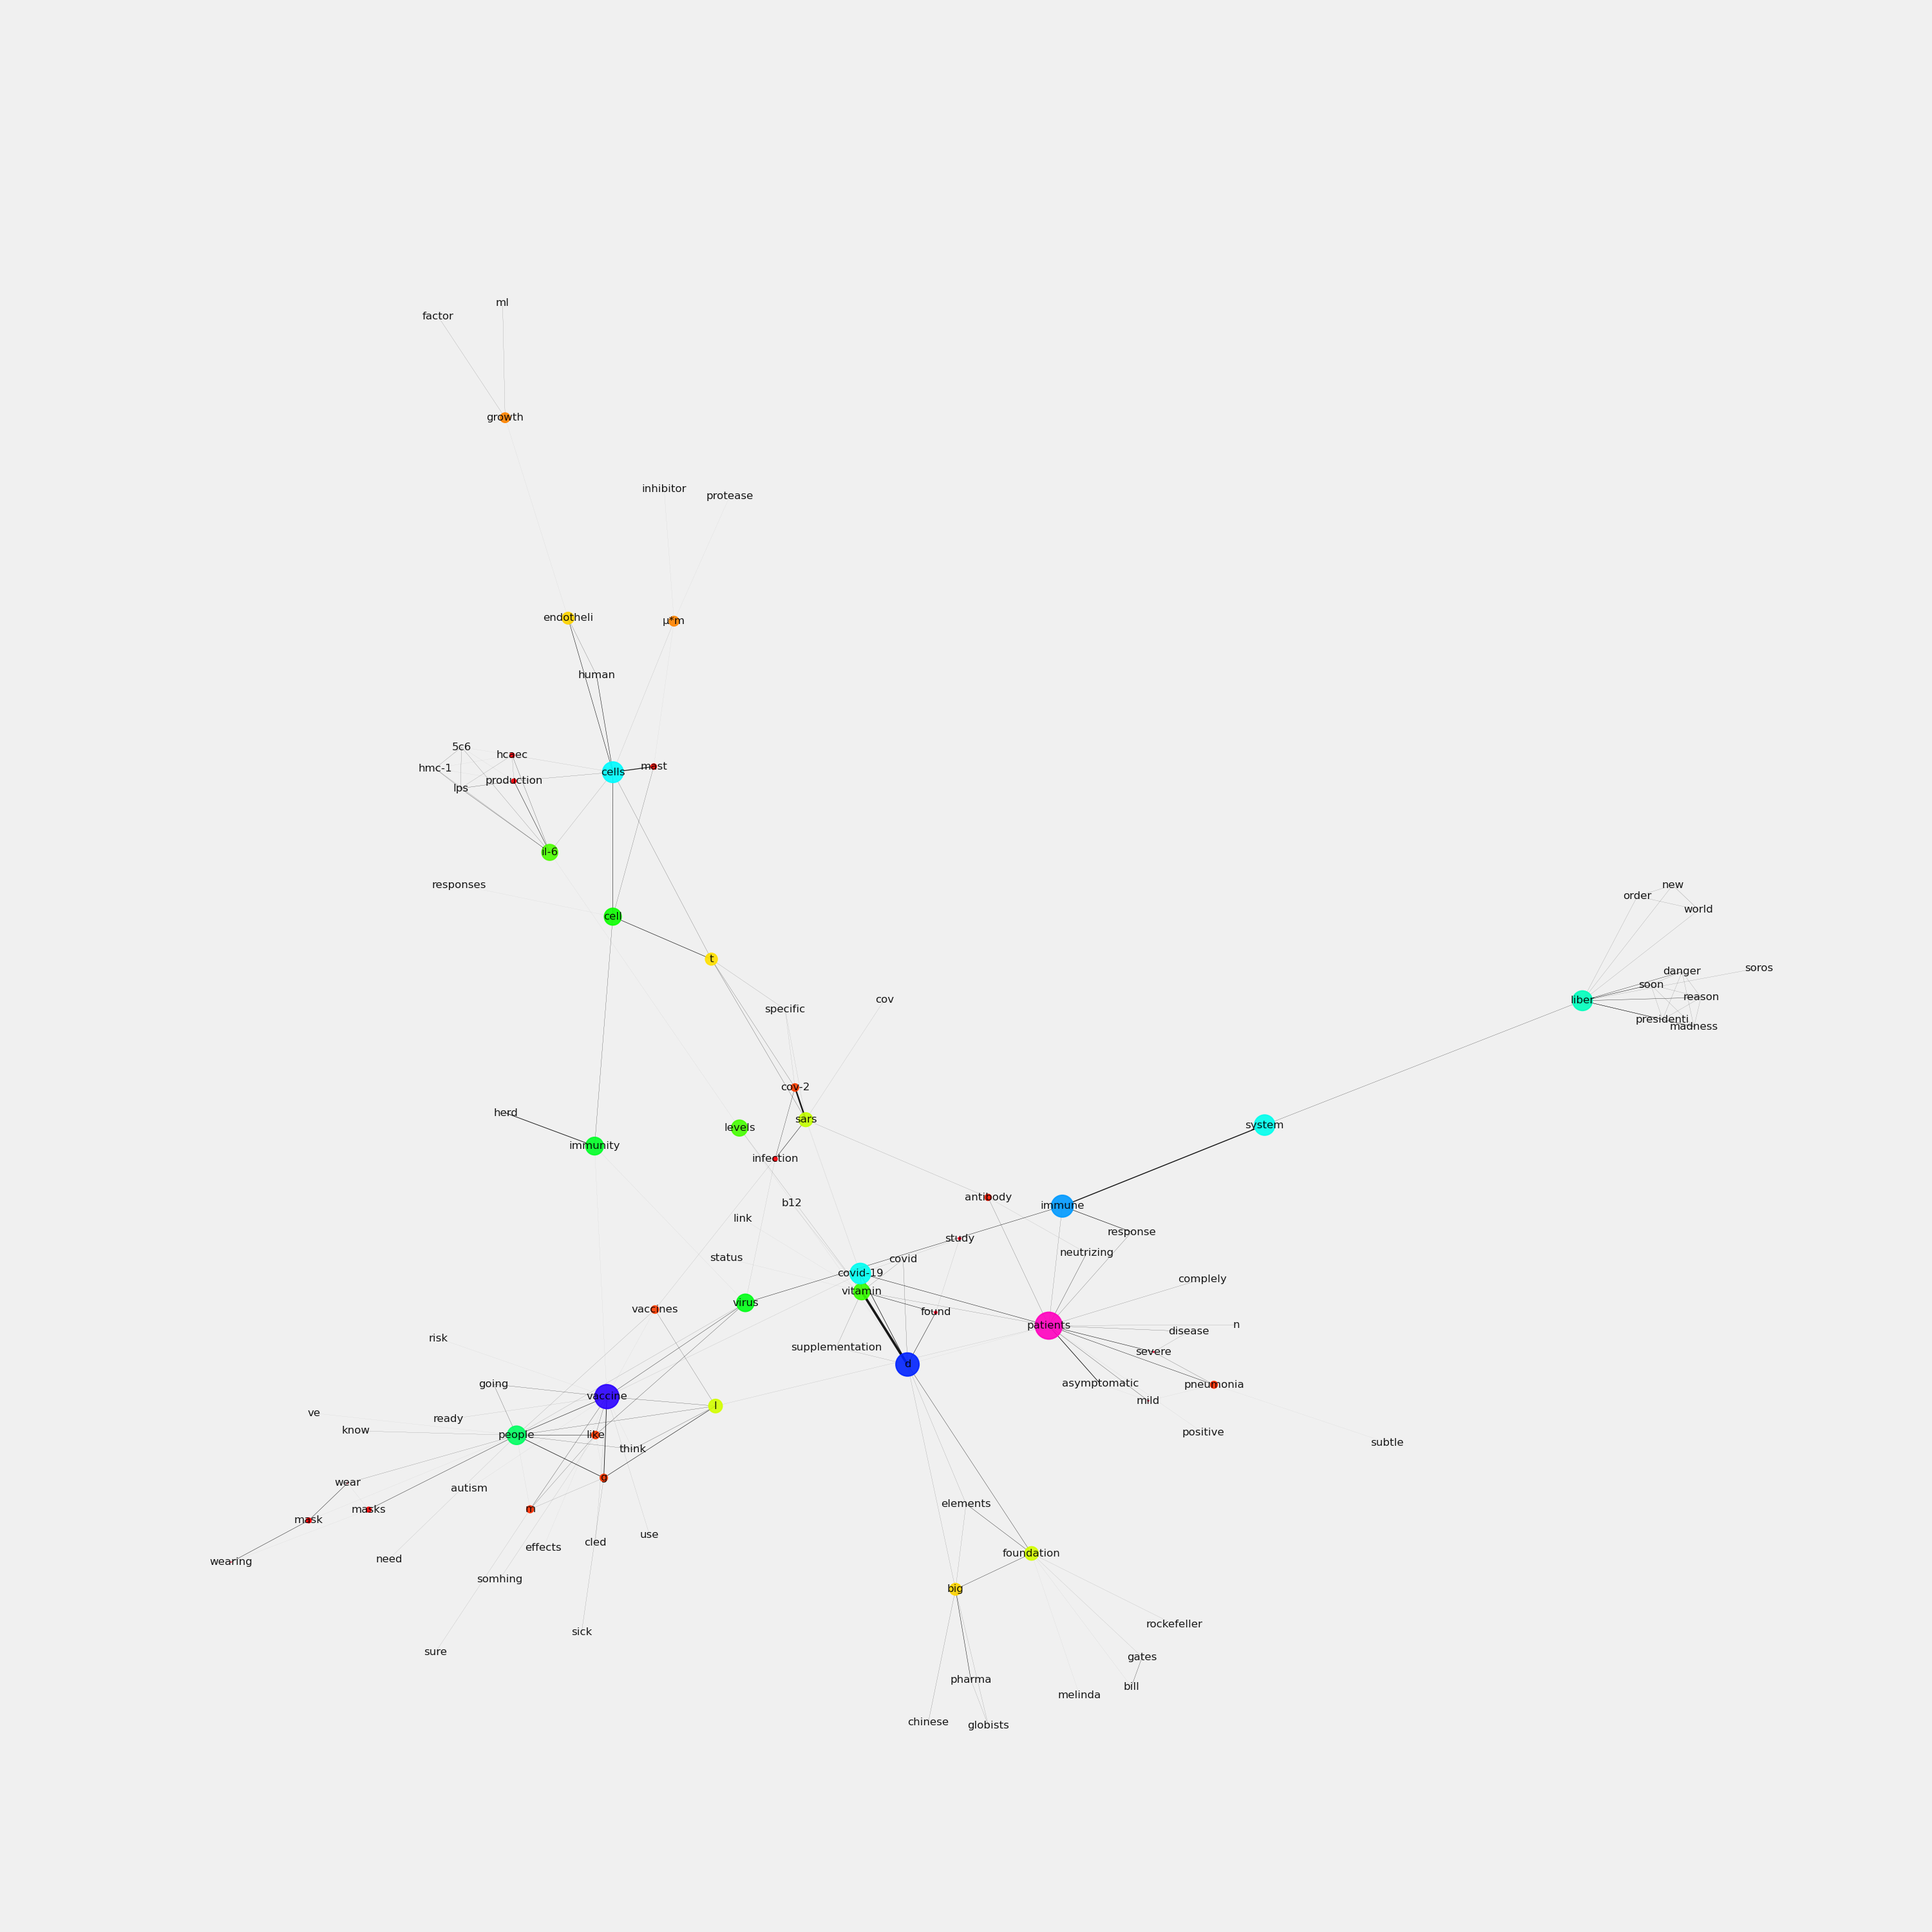 ml
factor
growth
inhibitor
protease
endotheli
μ*m
human
5c6
hcaec
hmc-1
mast
cells
production
lps
il-6
responses
new
order
world
cell
t
soros
danger
soon
reason
cov
liber
specific
presidenti
madness
cov-2
herd
sars
system
levels
immunity
infection
antibody
b12
immune
link
response
study
neutrizing
status
covid
covid-19
complely
vitamin
virus
vaccines
found
patients
n
disease
risk
supplementation
severe
d
going
asymptomatic
pneumonia
vaccine
mild
l
ve
ready
know
people
like
positive
subtle
think
g
wear
autism
elements
masks
m
mask
use
cled
effects
foundation
need
wearing
somhing
big
rockefeller
sick
sure
gates
pharma
bill
melinda
chinese
globists